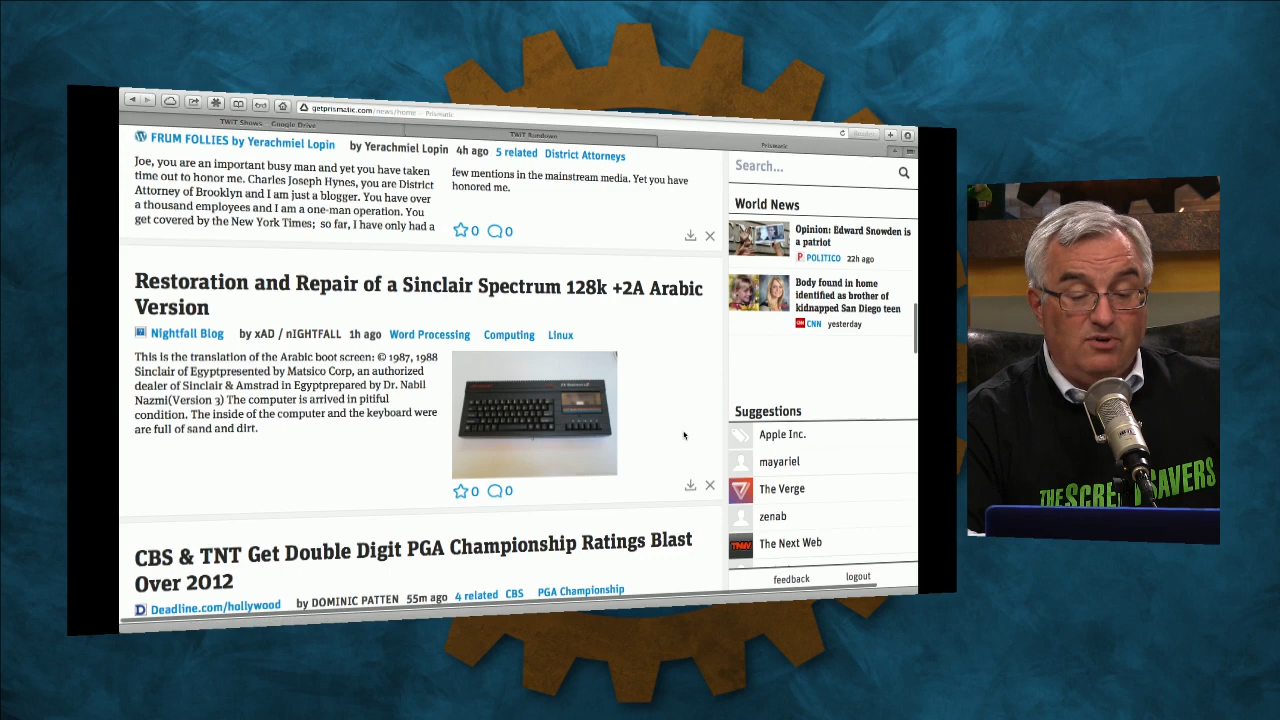 getprismatic.com/news/home — Prismatic
Reader
TWiT Shows - Google Drive
TWiT Rundown
Prismatic
FRUM FOLLIES by Yerachmiel Lopin by Yerachmiel Lopin 4h ago 5 related District Attorneys
Joe, you are an important busy man and yet you have taken
time out to honor me. Charles Joseph Hynes, you are District
Attorney of Brooklyn and I am just a blogger. You have over
a thousand employees and I am a one-man operation. You
get covered by the New York Times; so far, I have only had a
few mentions in the mainstream media. Yet you have
honored me.
0 0
Restoration and Repair of a Sinclair Spectrum 128k +2A Arabic
Version
Nightfall Blog by xAD / nIGHTFALL 1h ago Word Processing Computing Linux
This is the translation of the Arabic boot screen: © 1987, 1988
Sinclair of Egyptpresented by Matsico Corp, an authorized
dealer of Sinclair & Amstrad in Egyptprepared by Dr. Nabil
Nazmi(Version 3) The computer is arrived in pitiful
condition. The inside of the computer and the keyboard were
are full of sand and dirt.
0 0
CBS & TNT Get Double Digit PGA Championship Ratings Blast
Over 2012
D Deadline.com/hollywood by DOMINIC PATTEN 55m ago 4 related CBS PGA Championship
Search...
World News
Opinion: Edward Snowden is
a patriot
P POLITICO 22h ago
Body found in home
identified as brother of
kidnapped San Diego teen
CNN CNN yesterday
Suggestions
Apple Inc.
mayariel
The Verge
zenab
TNW The Next Web
feedback logout
THE SCREEN SAVERS